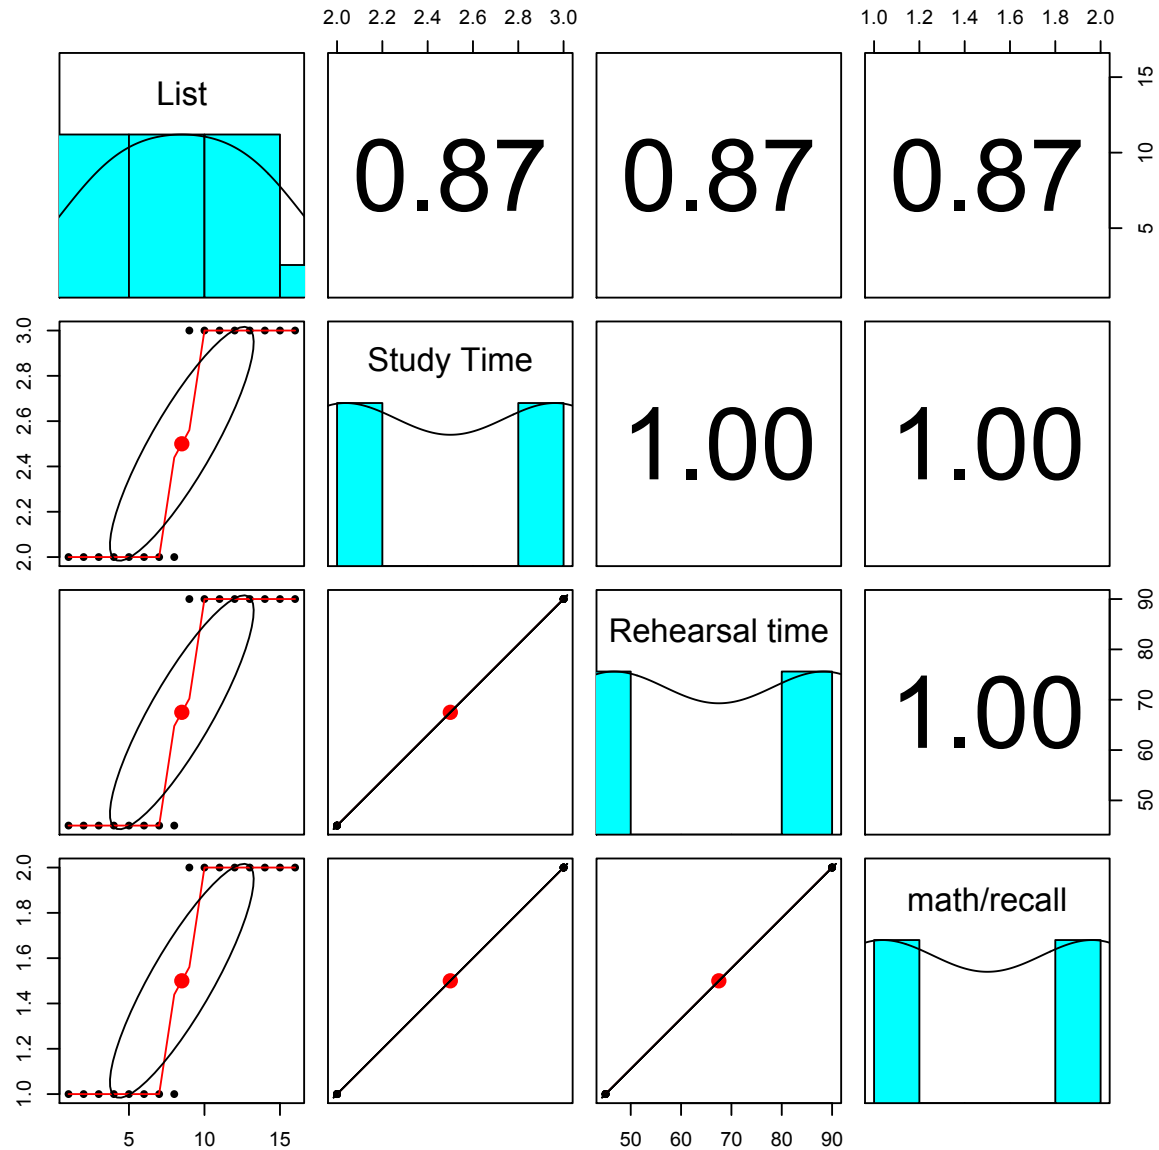 2.0 2.2 2.4 2.6 2.8 3.0 1.0 1.2 1.4 1.6 1.8 2.0
List 0.87 0.87 0.87
5 10 15
2.0 2.2 2.4 2.6 2.8 3.0
Study Time 1.00 1.00
Rehearsal time 1.00
50 60 70 80 90
1.0 1.2 1.4 1.6 1.8 2.0
math/recall
5 10 15 50 60 70 80 90